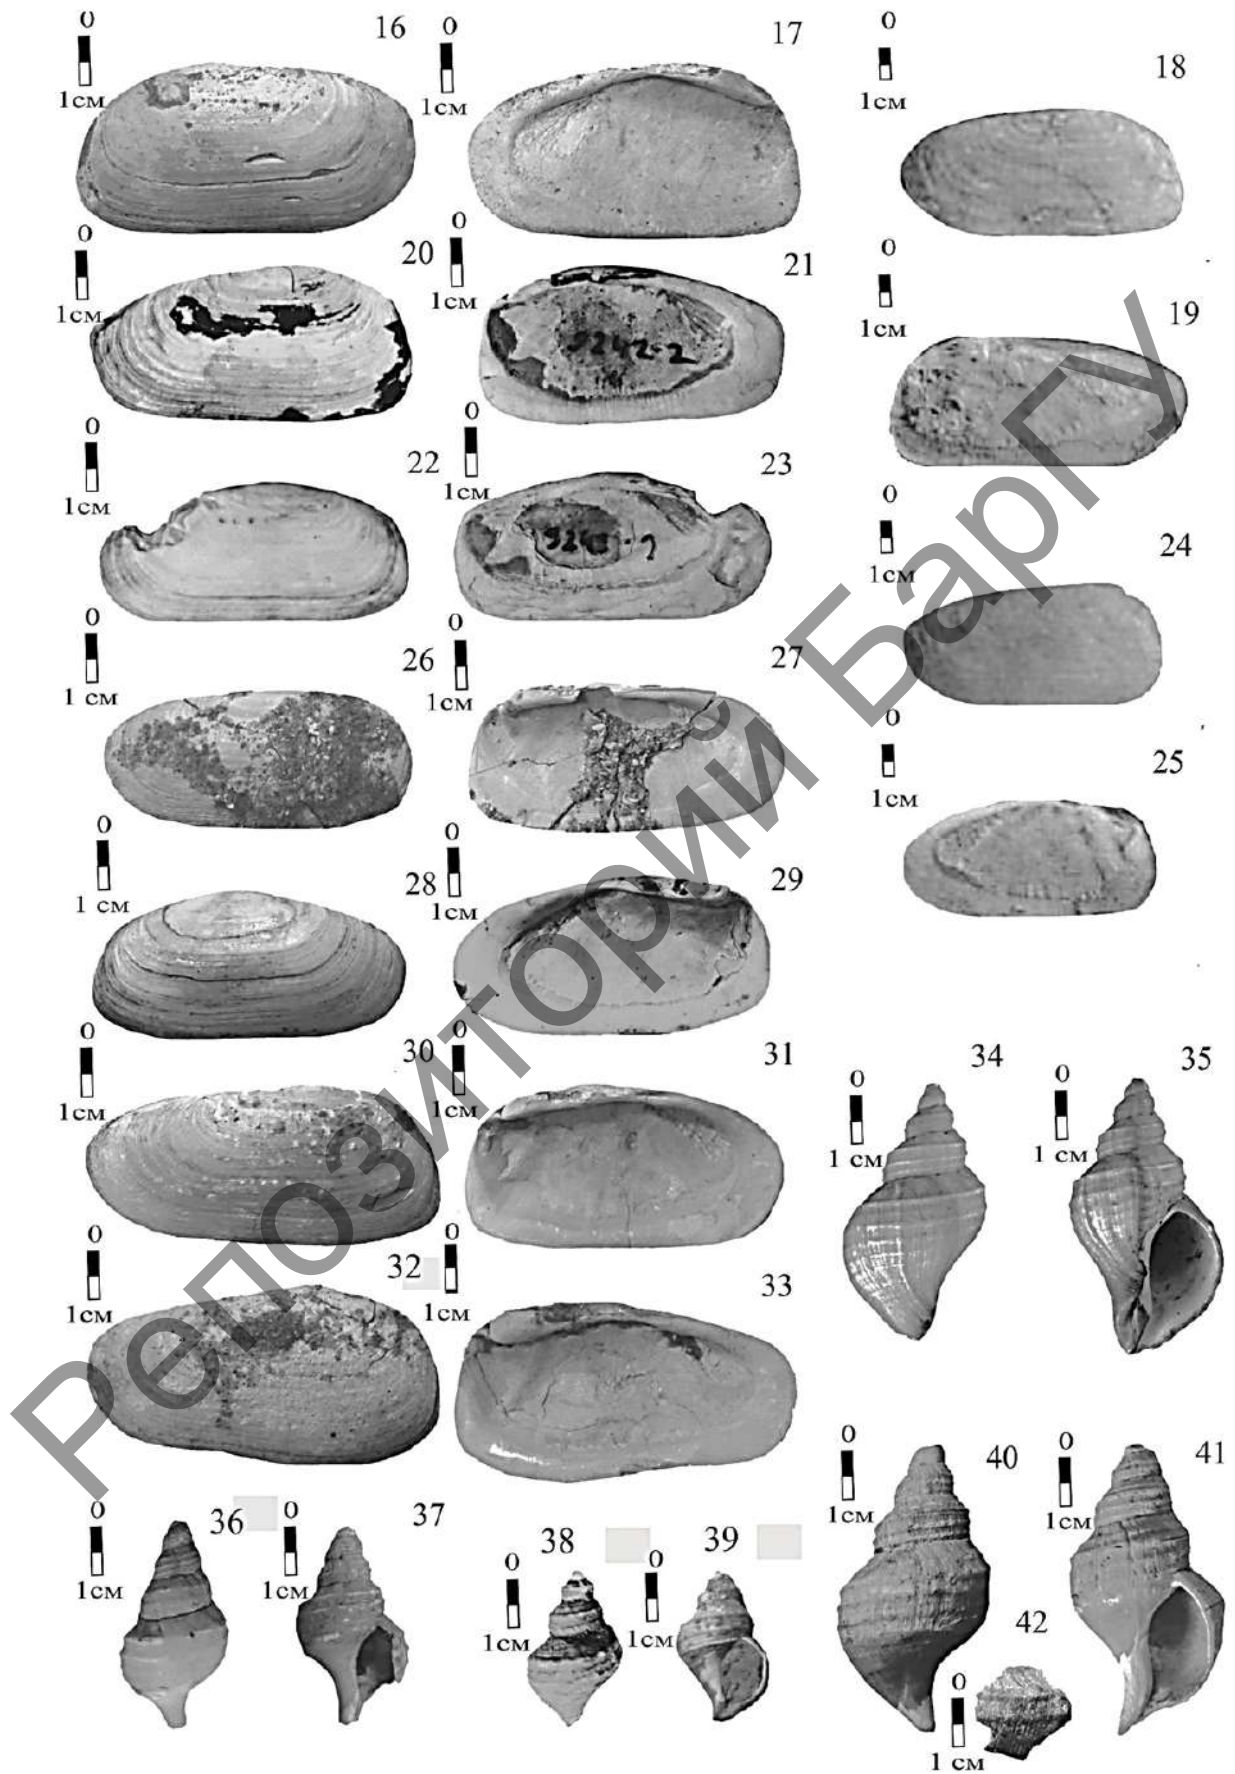 0 16 0 17 0 18
1см 1см 1см
0 20 0 21 0 19
1см 1см 1см
0 22 0 23 0 24
1см 1см 1см
0 26 0 27 0 25
1 см 1см 1см
0 28 0 29
1 см 1см
0 30 0 31 0 34 0 35
1см 1см 1 см 1см
0 32 0 33
1см 1см
0 36 0 37 0 38 0 39 0 40 0 41
1см 1см 1см 1см 1см 1см
0 42
1 см
Репозиторий БарГУ